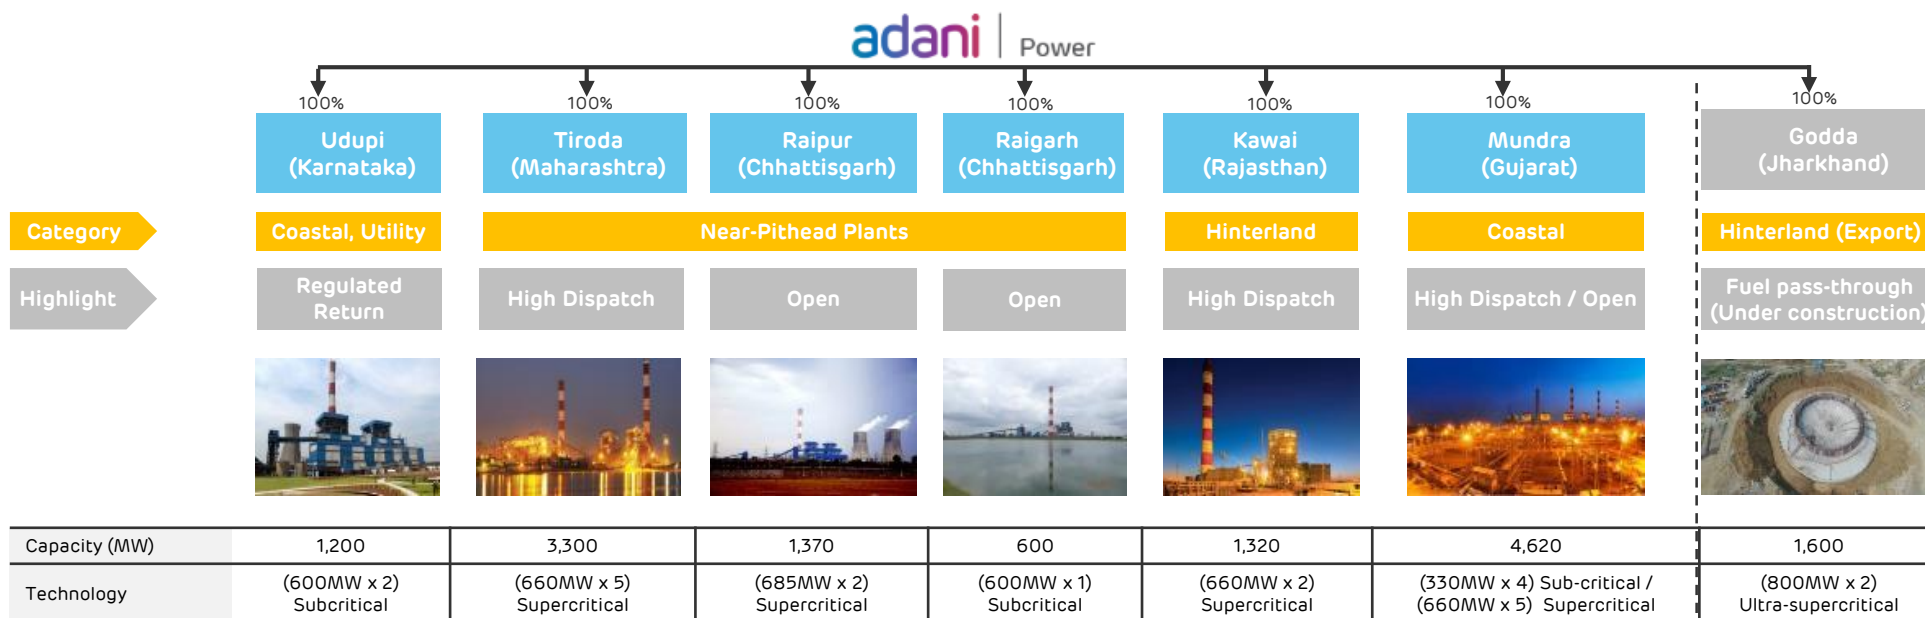 adani | Power
100% 100% 100% 100% 100% 100% 100%
Udupi
(Karnataka)
Tiroda
(Maharashtra)
Raipur
(Chhattisgarh)
Raigarh
(Chhattisgarh)
Kawai
(Rajasthan)
Mundra
(Gujarat)
Godda
(Jharkhand)
Category Coastal, Utility Near-Pithead Plants Hinterland Coastal Hinterland (Export)
Highlight
Regulated
Return
High Dispatch
Open
Open
High Dispatch
High Dispatch / Open
Fuel pass-through
(Under construction)
Capacity (MW) 1,200 3,300 1,370 600 1,320 4,620 1,600
Technology
(600MW x 2)
Subcritical
(660MW x 5)
Supercritical
(685MW x 2)
Supercritical
(600MW x 1)
Subcritical
(660MW x 2)
Supercritical
(330MW x 4) Sub-critical /
(660MW x 5) Supercritical
(800MW x 2)
Ultra-supercritical